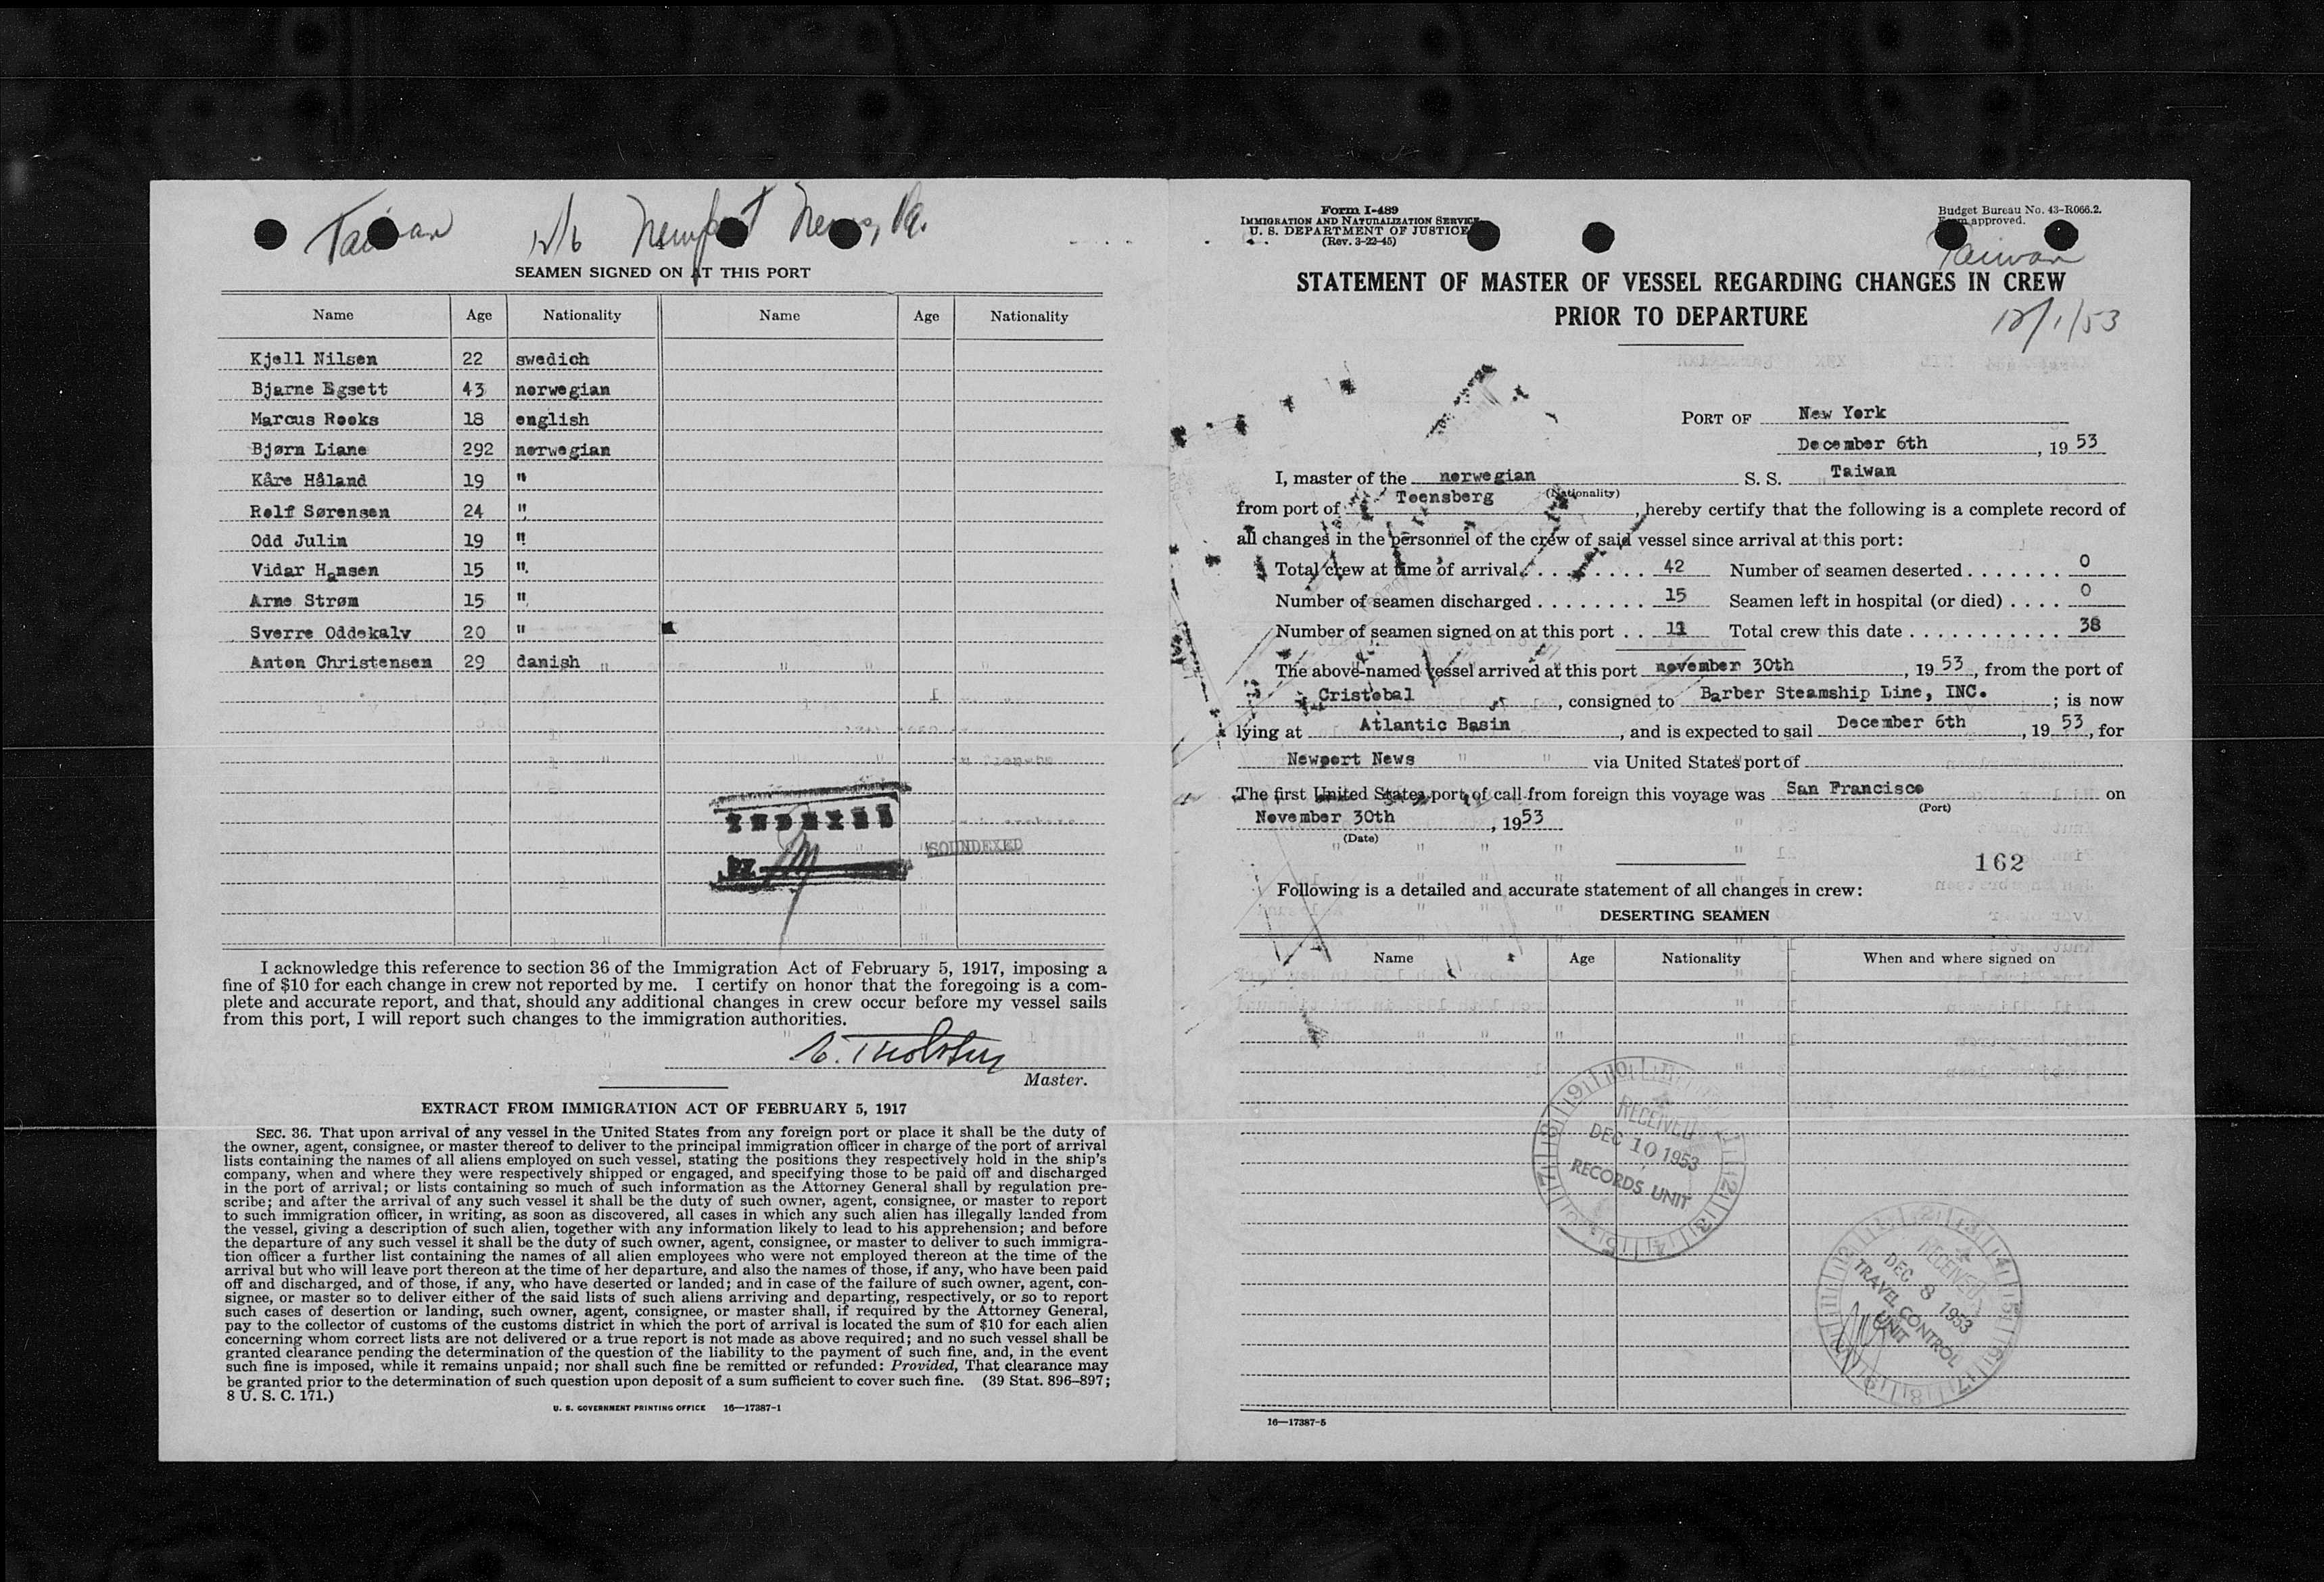 Taiwan 12/6 Newport News, Va.
SEAMEN SIGNED ON AT THIS PORT
Name Age Nationality Name Age Nationality
Kjell Nilsen 22 swedich
Bjarne Egsett 43 norwegian
Marcus Rooks 18 english
Bjørn Liane 292 norwegian
Kåre Håland 19 "
Rolf Sørensen 24 "
Odd Julin 19 "
Vidar Hansen 15 "
Arne Strøm 15 "
Sverre Oddekalv 20 "
Anton Christensen 29 danish
INDEXED
SOUNDEXED
BY
I acknowledge this reference to section 36 of the Immigration Act of February 5, 1917, imposing a
fine of $10 for each change in crew not reported by me. I certify on honor that the foregoing is a com-
plete and accurate report, and that, should any additional changes in crew occur before my vessel sails
from this port, I will report such changes to the immigration authorities.
Master.
EXTRACT FROM IMMIGRATION ACT OF FEBRUARY 5, 1917
SEC. 36. That upon arrival of any vessel in the United States from any foreign port or place it shall be the duty of
the owner, agent, consignee, or master thereof to deliver to the principal immigration officer in charge of the port of arrival
lists containing the names of all aliens employed on such vessel, stating the positions they respectively hold in the ship's
company, when and where they were respectively shipped or engaged, and specifying those to be paid off and discharged
in the port of arrival; or lists containing so much of such information as the Attorney General shall by regulation pre-
scribe; and after the arrival of any such vessel it shall be the duty of such owner, agent, consignee, or master to report
to such immigration officer, in writing, as soon as discovered, all cases in which any such alien has illegally landed from
the vessel, giving a description of such alien, together with any information likely to lead to his apprehension; and before
the departure of any such vessel it shall be the duty of such owner, agent, consignee, or master to deliver to such immigra-
tion officer a further list containing the names of all alien employees who were not employed thereon at the time of the
arrival but who will leave port thereon at the time of her departure, and also the names of those, if any, who have been paid
off and discharged, and of those, if any, who have deserted or landed; and in case of the failure of such owner, agent, con-
signee, or master so to deliver either of the said lists of such aliens arriving and departing, respectively, or so to report
such cases of desertion or landing, such owner, agent, consignee, or master shall, if required by the Attorney General,
pay to the collector of customs of the customs district in which the port of arrival is located the sum of $10 for each alien
concerning whom correct lists are not delivered or a true report is not made as above required; and no such vessel shall be
granted clearance pending the determination of the question of the liability to the payment of such fine, and, in the event
such fine is imposed, while it remains unpaid; nor shall such fine be remitted or refunded: Provided, That clearance may
be granted prior to the determination of such question upon deposit of a sum sufficient to cover such fine. (39 Stat. 896–897;
8 U. S. C. 171.)
U. S. GOVERNMENT PRINTING OFFICE 16—17387-1
Form I-489
IMMIGRATION AND NATURALIZATION SERVICE
U. S. DEPARTMENT OF JUSTICE
(Rev. 3-22-45)
Budget Bureau No. 43-R066.2.
Form approved.
Taiwan
STATEMENT OF MASTER OF VESSEL REGARDING CHANGES IN CREW
PRIOR TO DEPARTURE
12/1/53
PORT OF New York
December 6th, 1953
I, master of the norwegian S. S. Taiwan
(Nationality)
from port of Toensberg, hereby certify that the following is a complete record of
all changes in the personnel of the crew of said vessel since arrival at this port:
Total crew at time of arrival . . . . . . . . . 42 Number of seamen deserted . . . . . . . 0
Number of seamen discharged . . . . . . . . 15 Seamen left in hospital (or died) . . . . 0
Number of seamen signed on at this port . . 11 Total crew this date . . . . . . . . . . . . 38
The above-named vessel arrived at this port november 30th, 1953, from the port of
Cristobal, consigned to Barber Steamship Line, INC.; is now
lying at Atlantic Basin, and is expected to sail December 6th, 1953, for
Newport News via United States port of
The first United States port of call from foreign this voyage was San Francisco on
(Port)
November 30th, 1953
(Date)
162
Following is a detailed and accurate statement of all changes in crew:
DESERTING SEAMEN
Name Age Nationality When and where signed on
RECEIVED
DEC 10 1953
RECORDS UNIT
RECEIVED
DEC 8 1953
TRAVEL CONTROL
UNIT
16—17387-5